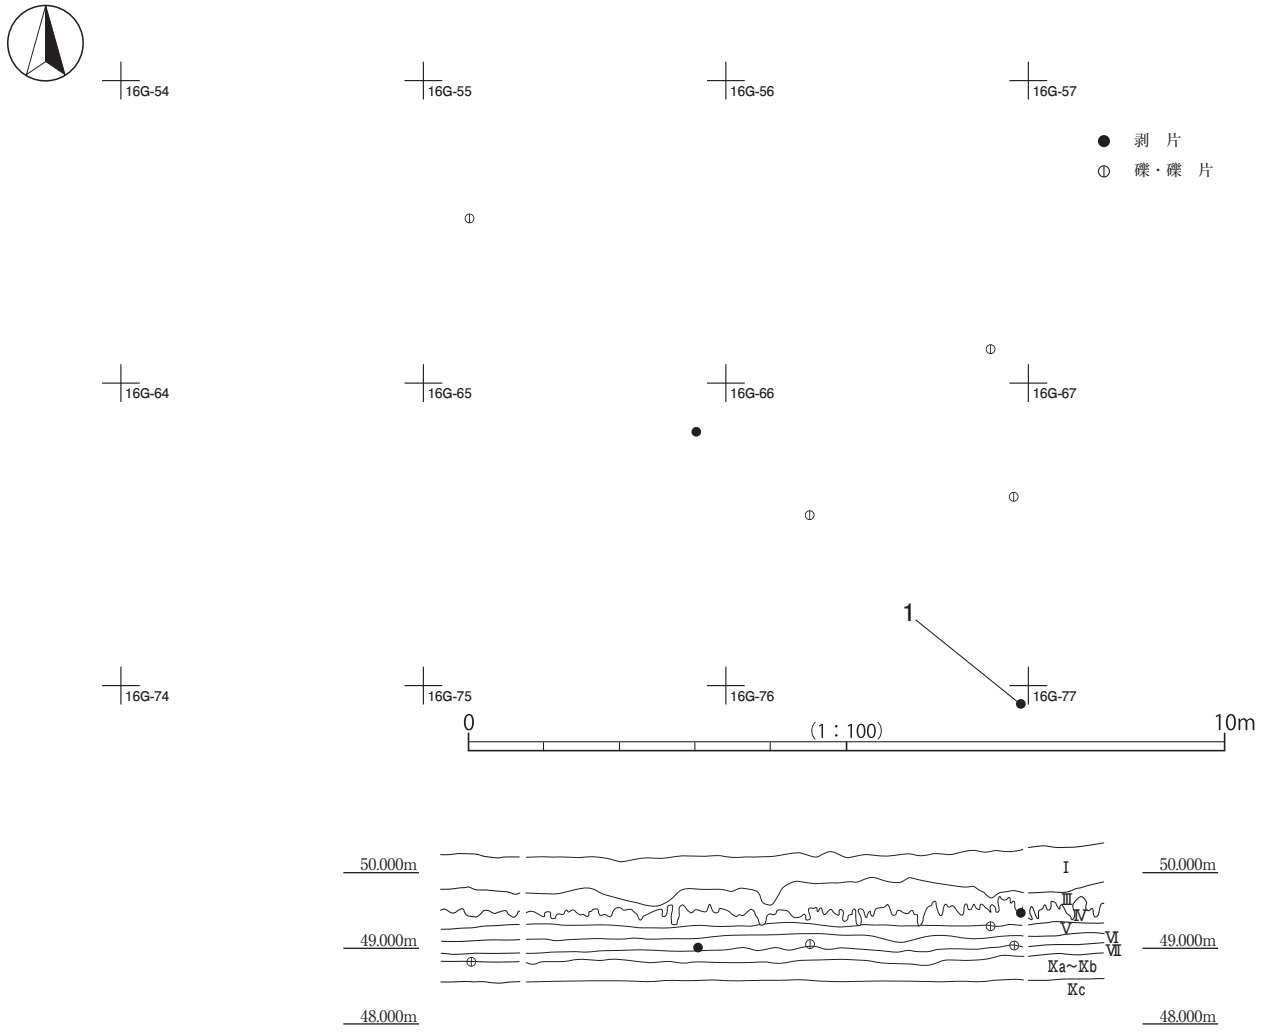 16G-54 16G-55 16G-56 16G-57
剥 片
礫・礫 片
16G-64 16G-65 16G-66 16G-67
1
16G-74 16G-75 16G-76 16G-77
0 (1：100) 10m
50.000m Ⅰ 50.000m
Ⅲ
Ⅳ
Ⅴ
49.000m Ⅵ 49.000m
Ⅶ
Ⅸa～Ⅸb
Ⅸc
48.000m 48.000m